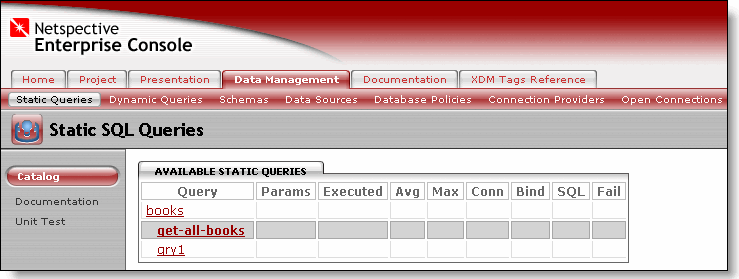 Netspective
Enterprise Console
Home Project Presentation Data Management Documentation XDM Tags Reference
Static Queries Dynamic Queries Schemas Data Sources Database Policies Connection Providers Open Connections
Static SQL Queries
Catalog
Documentation
Unit Test
AVAILABLE STATIC QUERIES
Query Params Executed Avg Max Conn Bind SQL Fail
books
get-all-books
qry1